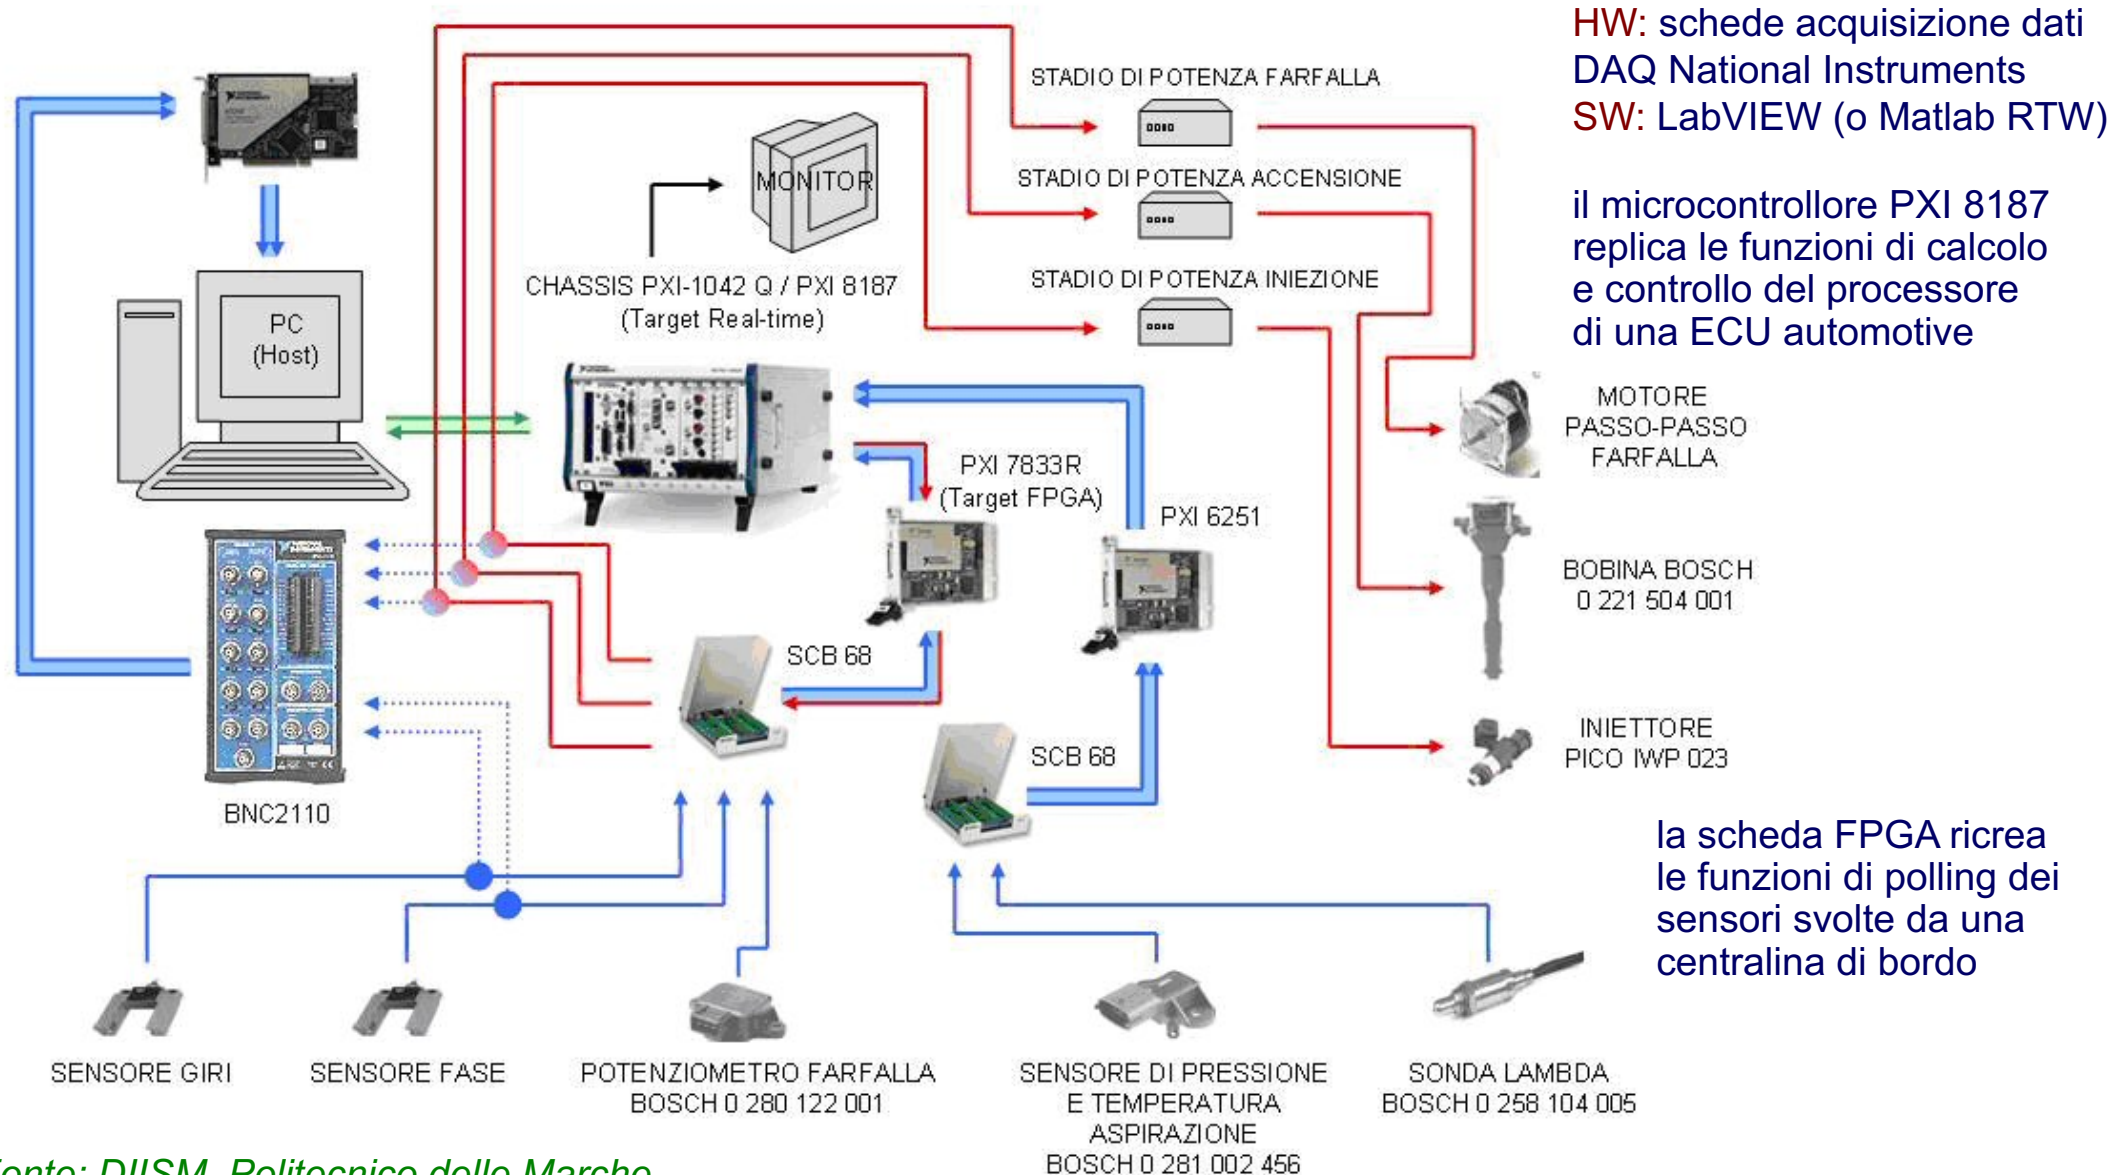 HW: schede acquisizione dati
DAQ National Instruments
SW: LabVIEW (o Matlab RTW)
il microcontrollore PXI 8187
replica le funzioni di calcolo
e controllo del processore
di una ECU automotive
STADIO DI POTENZA FARFALLA
STADIO DI POTENZA ACCENSIONE
STADIO DI POTENZA INIEZIONE
MONITOR
CHASSIS PXI-1042 Q / PXI 8187
(Target Real-time)
PC
(Host)
PXI 7833R
(Target FPGA)
PXI 6251
MOTORE
PASSO-PASSO
FARFALLA
BOBINA BOSCH
0 221 504 001
INIETTORE
PICO IWP 023
SCB 68
SCB 68
BNC2110
la scheda FPGA ricrea
le funzioni di polling dei
sensori svolte da una
centralina di bordo
SENSORE GIRI
SENSORE FASE
POTENZIOMETRO FARFALLA
BOSCH 0 280 122 001
SENSORE DI PRESSIONE
E TEMPERATURA
ASPIRAZIONE
BOSCH 0 281 002 456
SONDA LAMBDA
BOSCH 0 258 104 005
onte: DIISM, Politecnico delle Marche